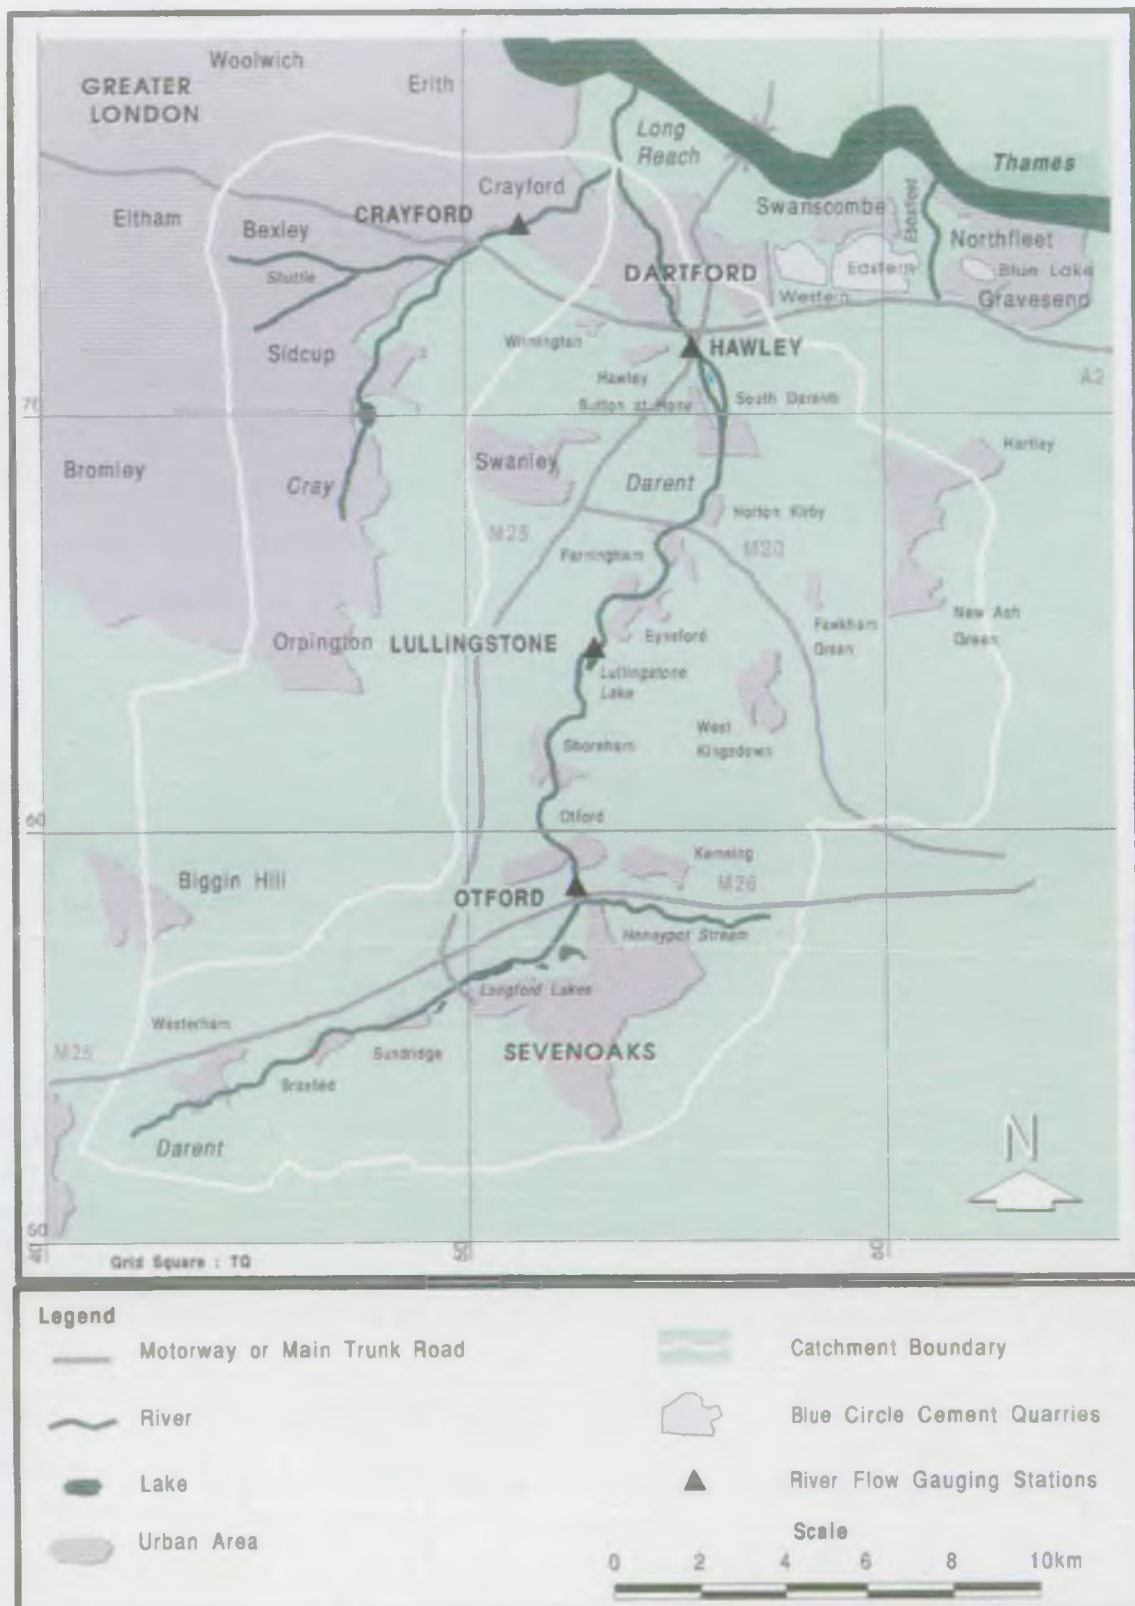 Woolwich
GREATER
LONDON
Erith
Long
Reach
Thames
Crayford
CRAYFORD
Eltham
Bexley
Shuttle
Swanscombe
Ebbsfleet
Northfleet
Blue Lake
Gravesend
Eastern
Western
DARTFORD
Sidcup
Wilmington
HAWLEY
Hawley
A2
70
Sutton at Hone
South Darenth
Bromley
Cray
Swanley
Darent
Hartley
M25
Horton Kirby
M20
Farningham
Orpington
LULLINGSTONE
Eynsford
Fawkham
Green
New Ash
Green
Lullingstone
Lake
Shoreham
West
Kingsdown
60
Otford
Kemsing
Biggin Hill
OTFORD
M26
Honeypot Stream
Langford Lakes
Westerham
M25
Sundridge
SEVENOAKS
Brasted
Darent
N
50
40
50
60
Grid Square : TQ
Legend
Motorway or Main Trunk Road
River
Lake
Urban Area
Catchment Boundary
Blue Circle Cement Quarries
River Flow Gauging Stations
Scale
0 2 4 6 8 10km